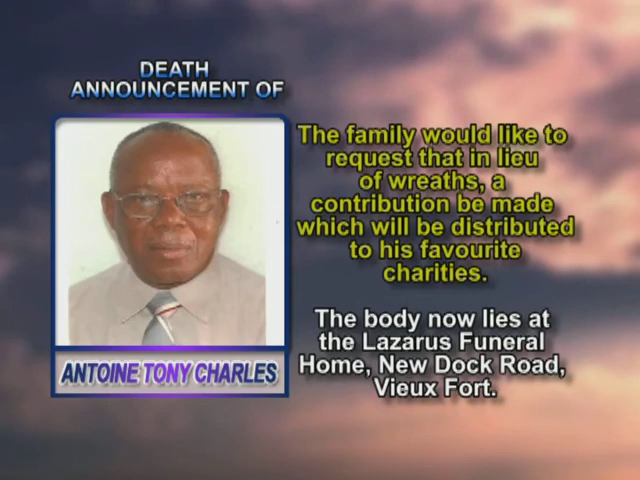 DEATH
ANNOUNCEMENT OF
ANTOINE TONY CHARLES
The family would like to
request that in lieu
of wreaths, a
contribution be made
which will be distributed
to his favourite
charities.
The body now lies at
the Lazarus Funeral
Home, New Dock Road,
Vieux Fort.